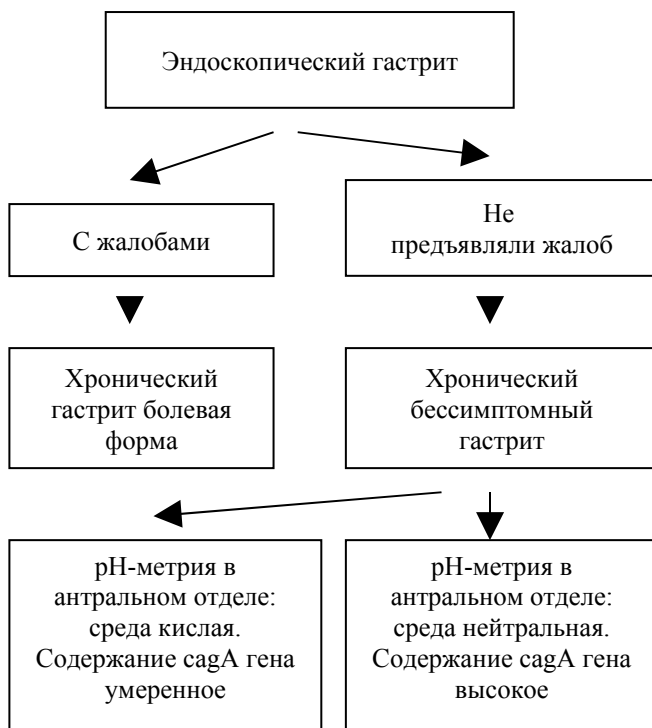 Эндоскопический гастрит
С жалобами
Не
предъявляли жалоб
Хронический
гастрит болевая
форма
Хронический
бессимптомный
гастрит
pH-метрия в
антральном отделе:
среда кислая.
Содержание cagA гена
умеренное
pH-метрия в
антральном отделе:
среда нейтральная.
Содержание cagA гена
высокое